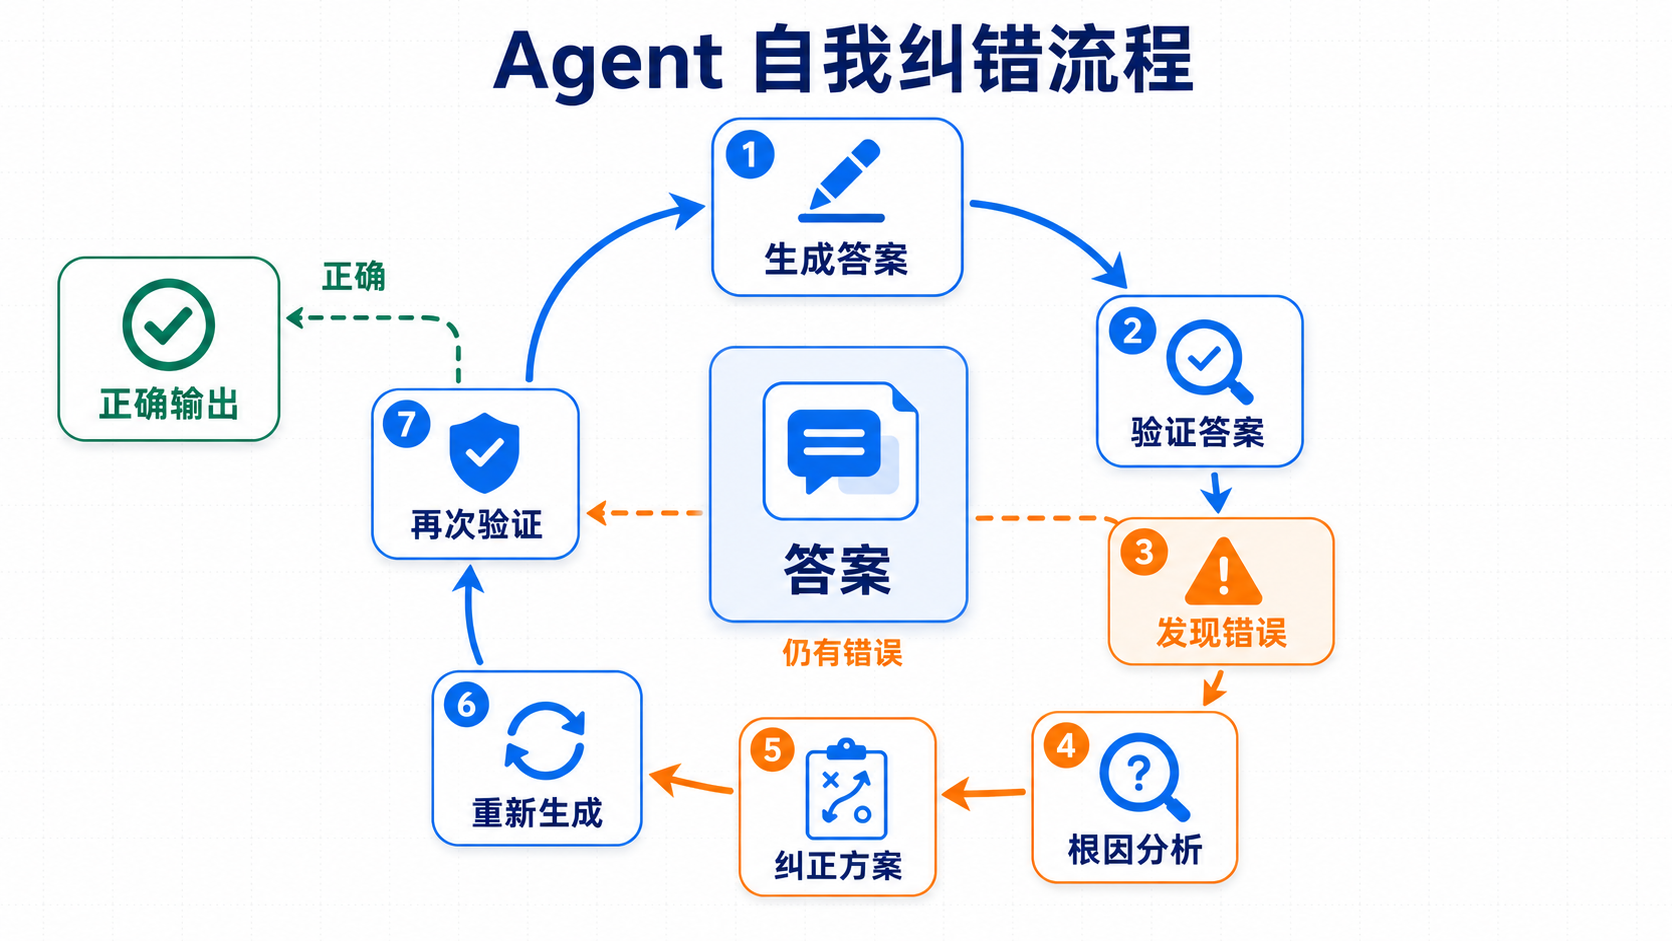 Agent 自我纠错流程
1
生成答案
2
验证答案
3
发现错误
4
根因分析
5
纠正方案
6
重新生成
7
再次验证
正确
正确输出
答案
仍有错误